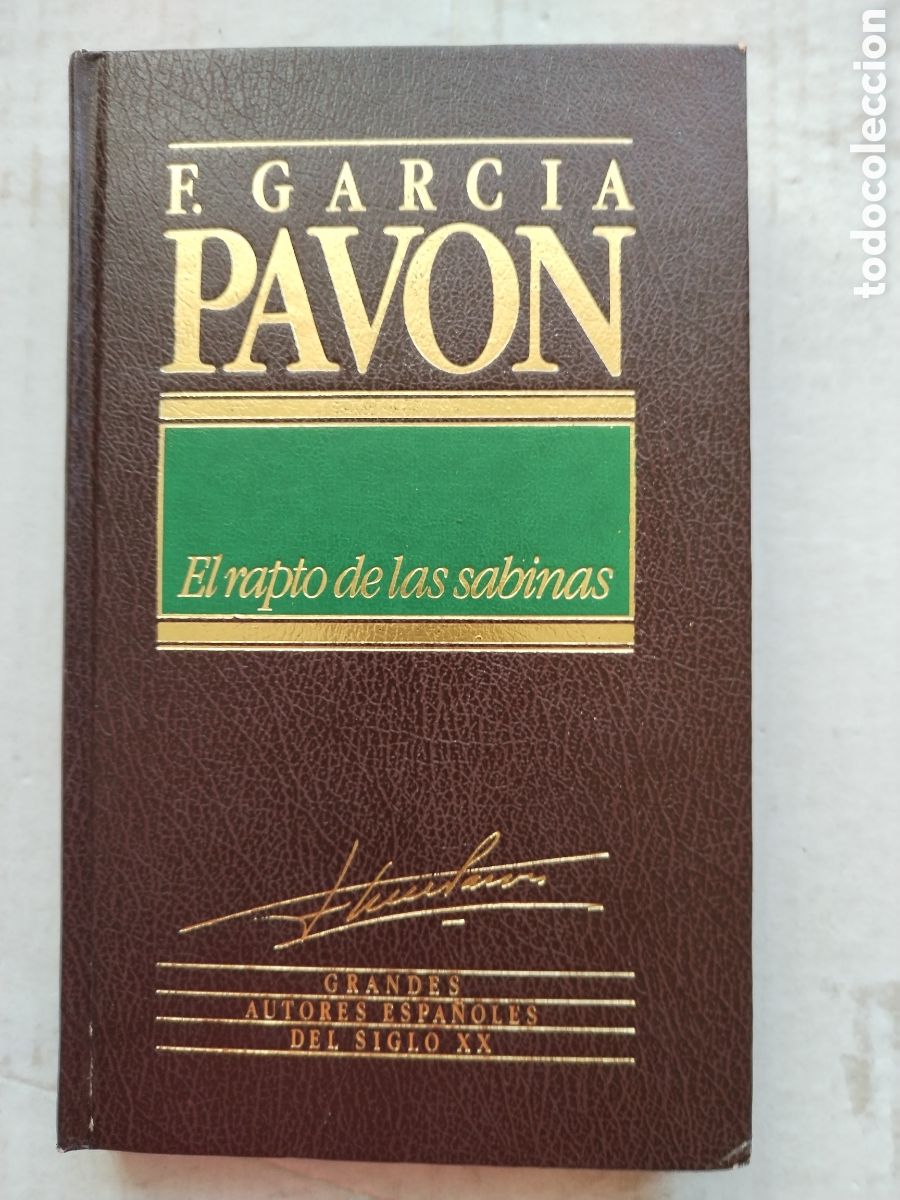 F. GARCIA
PAVON
El rapto de las sabinas
GRANDES
AUTORES ESPAÑOLES
DEL SIGLO XX
todocoleccion